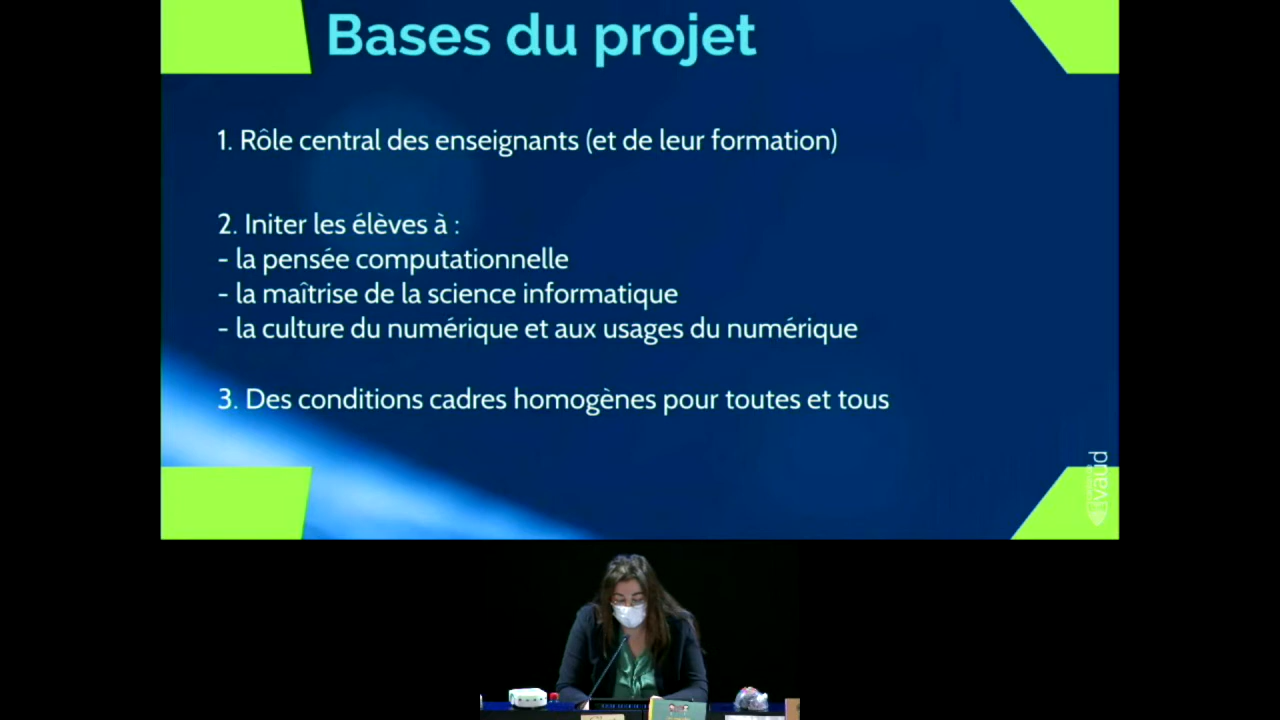 Bases du projet
1. Rôle central des enseignants (et de leur formation)
2. Initer les élèves à :
- la pensée computationnelle
- la maîtrise de la science informatique
- la culture du numérique et aux usages du numérique
3. Des conditions cadres homogènes pour toutes et tous
vaud